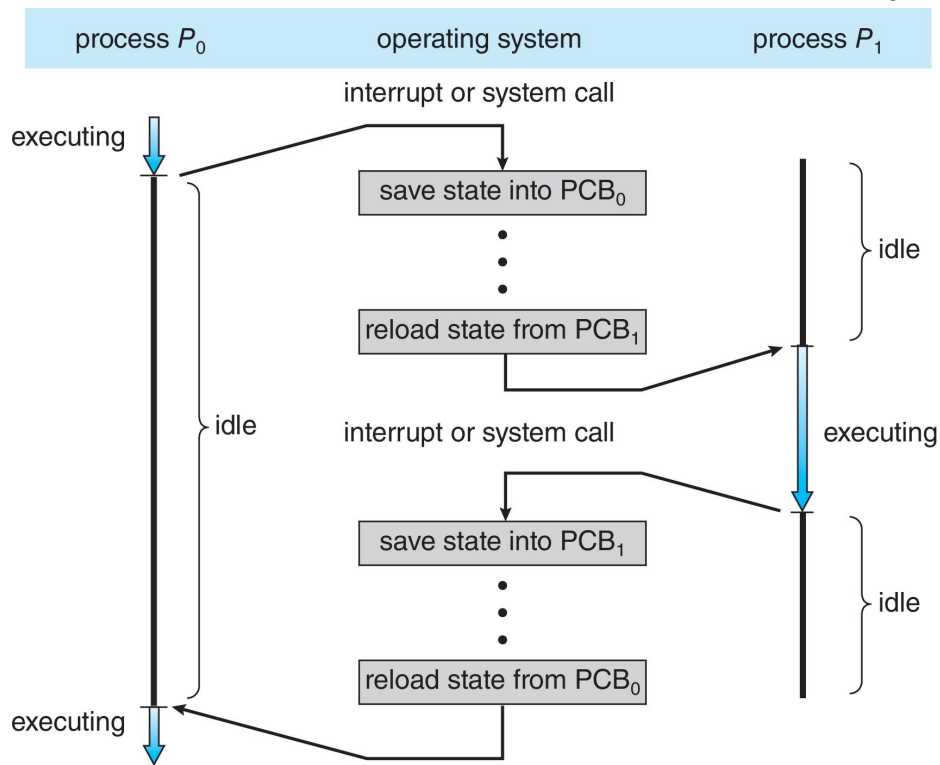 process P₀ operating system process P₁
interrupt or system call
executing
save state into PCB₀
idle
reload state from PCB₁
idle
interrupt or system call
executing
save state into PCB₁
idle
reload state from PCB₀
executing